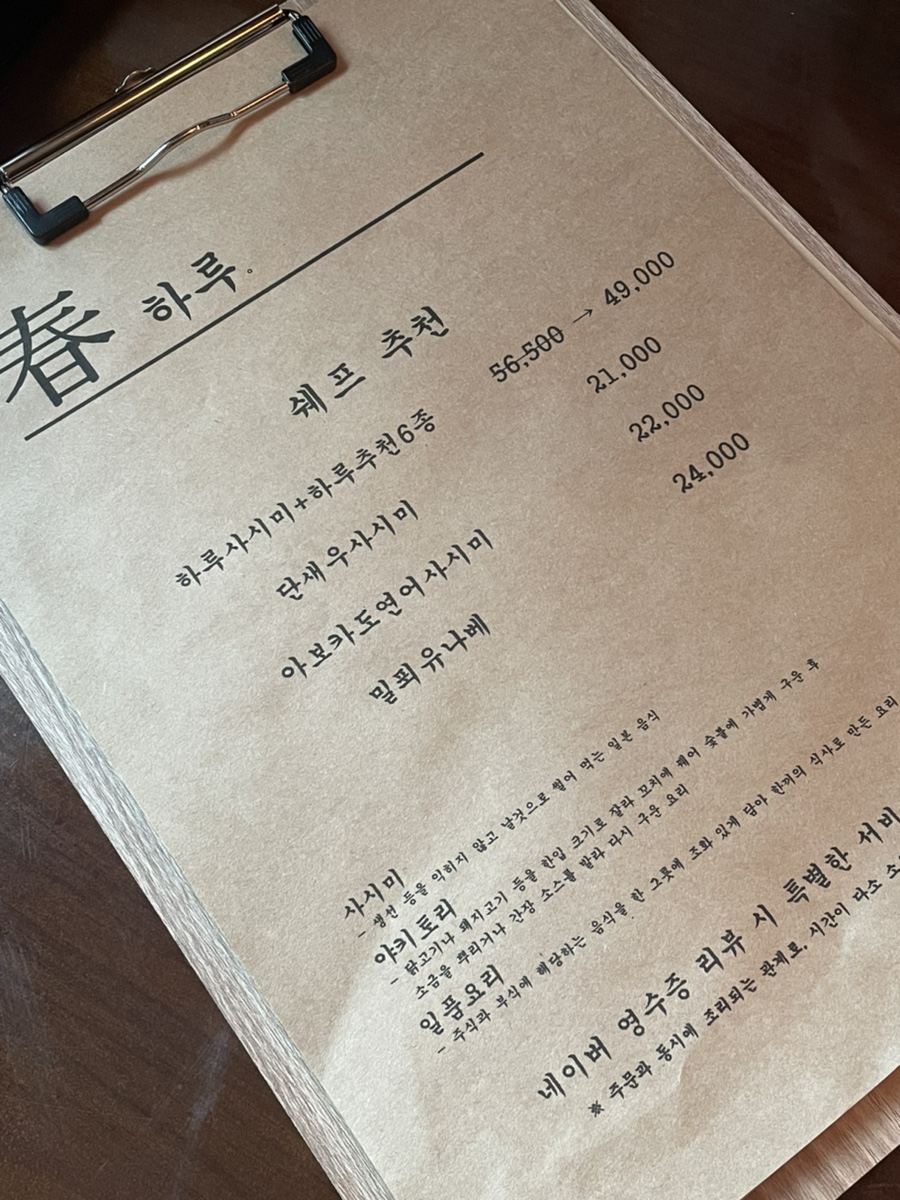 春 하루。
쉐프 추천
하루사시미+하루추천6종 56,500 → 49,000
단새우사시미 21,000
아보카도연어사시미 22,000
밀푀유나베 24,000
사시미
- 생선 등을 익히지 않고 날것으로 썰어 먹는 일본 음식
야키토리
- 닭고기나 돼지고기 등을 한입 크기로 잘라 꼬치에 꿰어 숯불에 가볍게 구운 후
소금을 뿌리거나 간장 소스를 발라 다시 구운 요리
일품요리
- 주식과 부식에 해당하는 음식을 한 그릇에 조화 있게 담아 한끼의 식사로 만든 요리
네이버 영수증 리뷰 시 특별한 서비
※ 주문과 동시에 조리되는 관계로, 시간이 다소 소